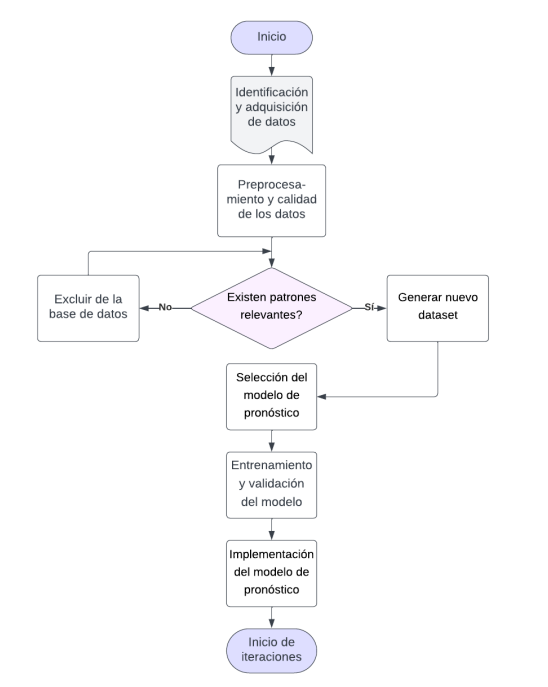 Inicio
Identificación
y adquisición
de datos
Preprocesa-
miento y calidad
de los datos
Excluir de la
base de datos
No
Existen patrones
relevantes?
Sí
Generar nuevo
dataset
Selección del
modelo de
pronóstico
Entrenamiento
y validación
del modelo
Implementación
del modelo de
pronóstico
Inicio de
iteraciones